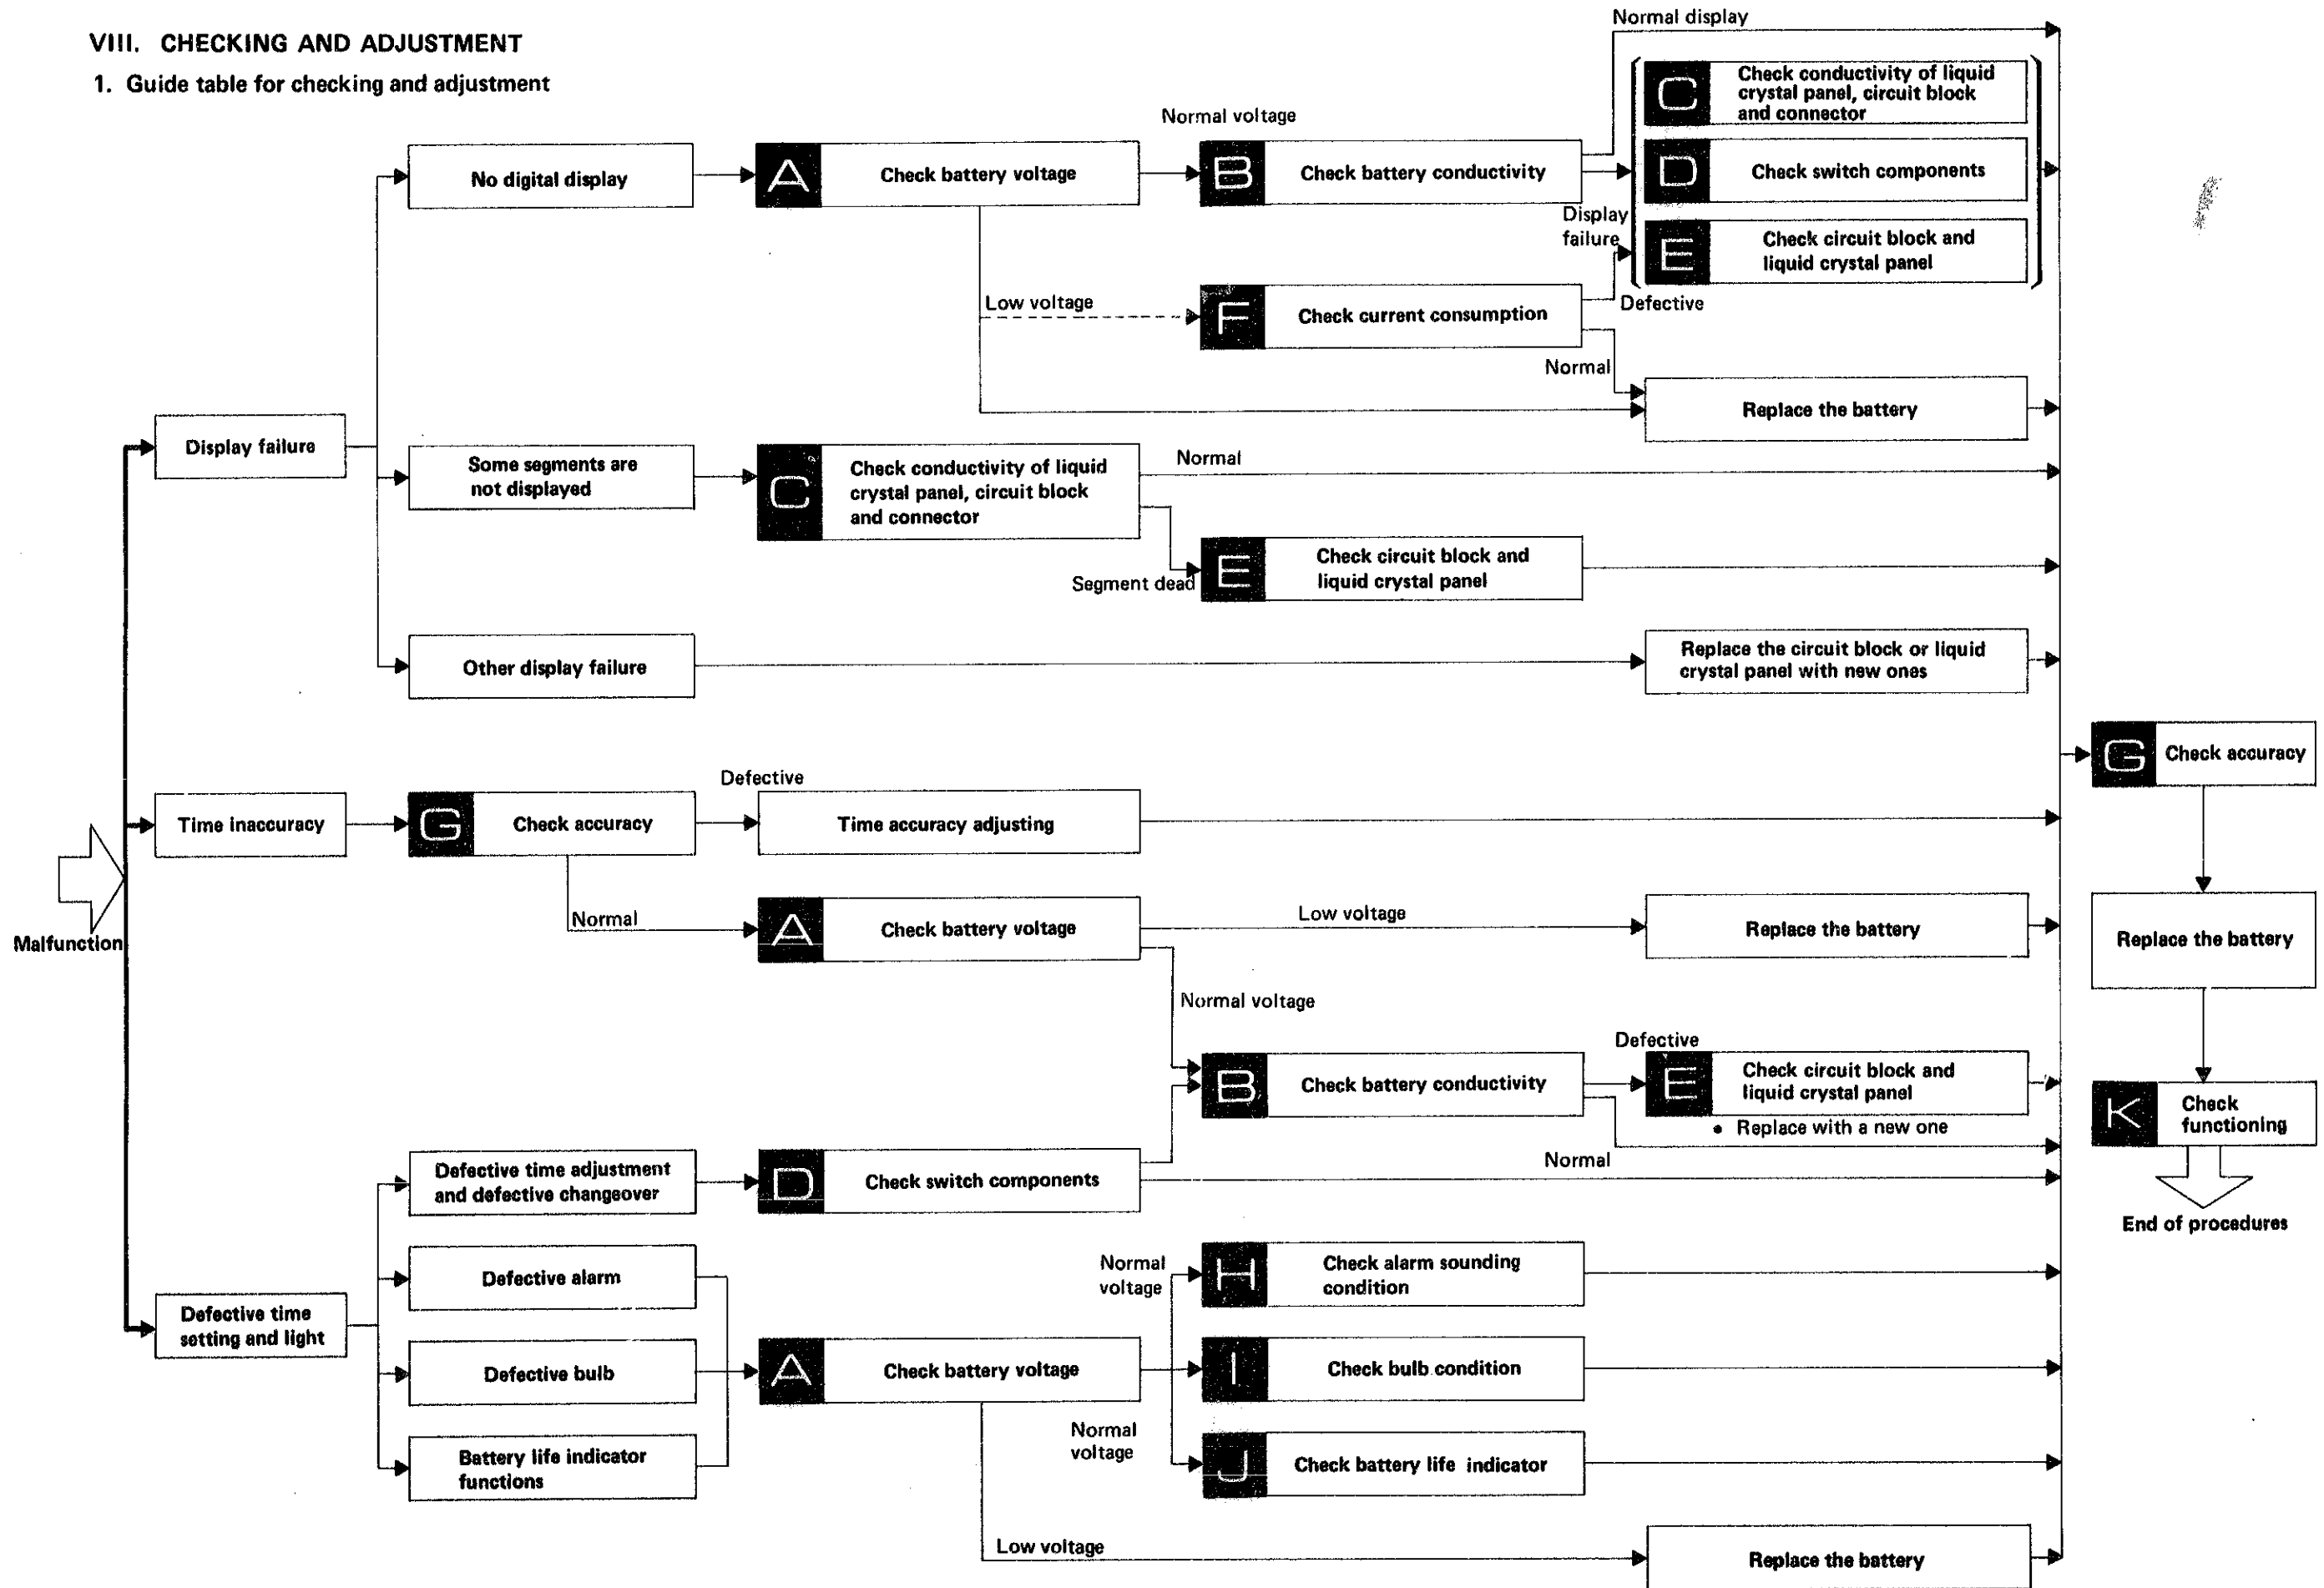 VIII. CHECKING AND ADJUSTMENT
1. Guide table for checking and adjustment
Malfunction
Display failure
No digital display
A
Check battery voltage
Normal voltage
B
Check battery conductivity
Normal display
Display
failure
C
Check conductivity of liquid
crystal panel, circuit block
and connector
D
Check switch components
E
Check circuit block and
liquid crystal panel
Low voltage
F
Check current consumption
Defective
Normal
Replace the battery
Some segments are
not displayed
C
Check conductivity of liquid
crystal panel, circuit block
and connector
Normal
Segment dead
E
Check circuit block and
liquid crystal panel
Other display failure
Replace the circuit block or liquid
crystal panel with new ones
Time inaccuracy
G
Check accuracy
Defective
Time accuracy adjusting
Normal
A
Check battery voltage
Low voltage
Replace the battery
Normal voltage
B
Check battery conductivity
Defective
E
Check circuit block and
liquid crystal panel
• Replace with a new one
Defective time
setting and light
Defective time adjustment
and defective changeover
D
Check switch components
Normal
Defective alarm
Defective bulb
Battery life indicator
functions
A
Check battery voltage
Normal
voltage
H
Check alarm sounding
condition
I
Check bulb condition
Normal
voltage
J
Check battery life indicator
Low voltage
Replace the battery
G
Check accuracy
Replace the battery
K
Check
functioning
End of procedures